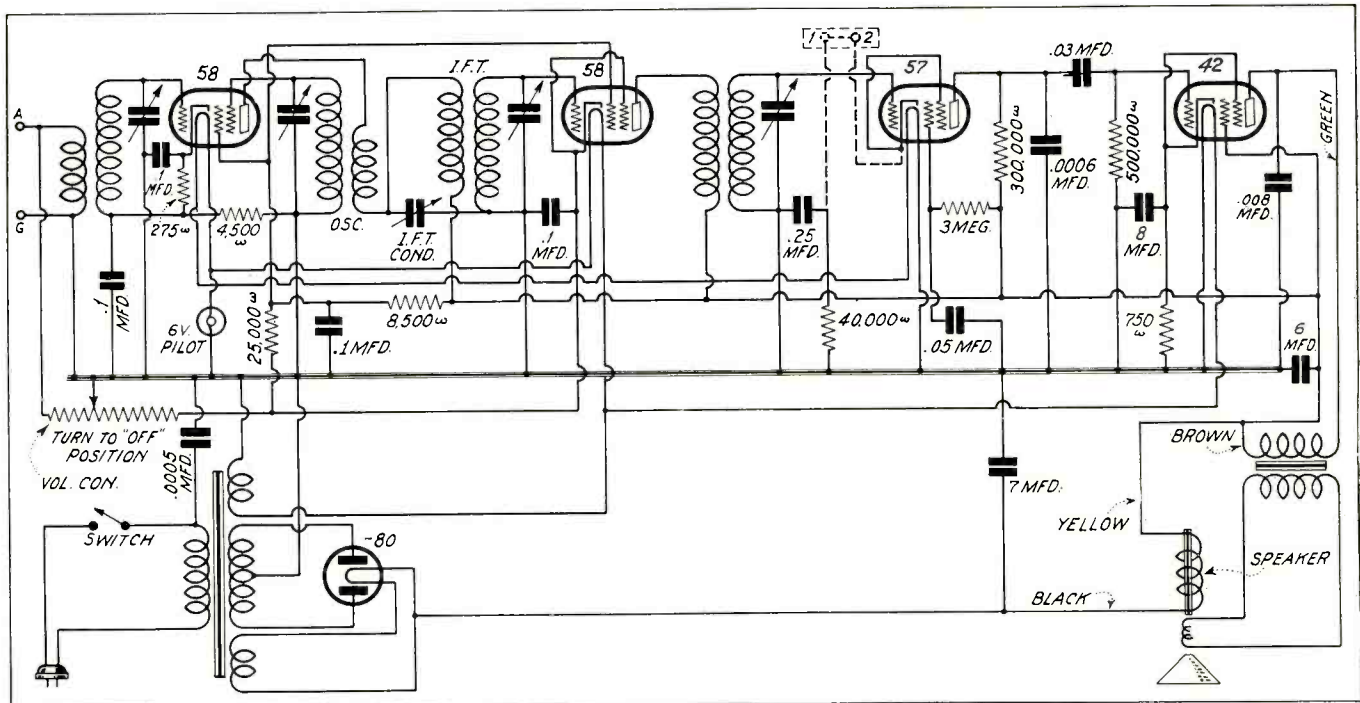 58
I.F.T.
58
1
2
57
.03 MFD.
42
A
G
.1
MFD.
275ω
4,500
ω
OSC.
I.F.T.
COND.
.1
MFD.
.25
MFD.
3 MEG.
300,000ω
.0006
MFD.
500,000ω
8
MFD.
.008
MFD.
GREEN
.1
MFD.
6V.
PILOT
25,000ω
.1 MFD.
8,500ω
40,000ω
.05 MFD.
750
ω
6
MFD.
TURN TO "OFF"
POSITION
VOL. CON.
.0005
MFD.
SWITCH
-80
7 MFD.
BLACK
BROWN
YELLOW
SPEAKER